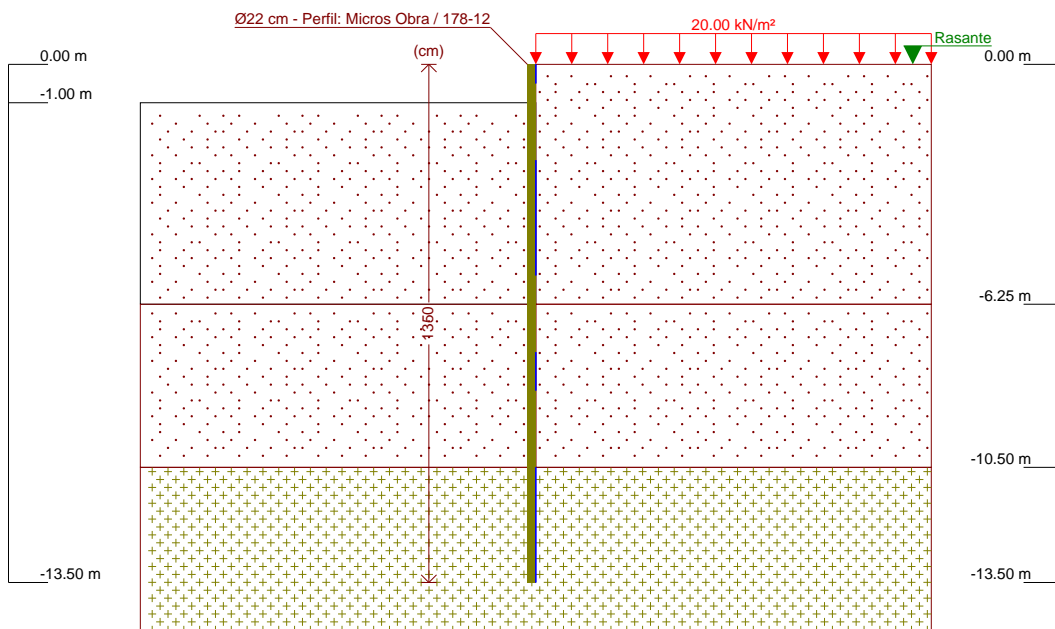 Ø22 cm - Perfil: Micros Obra / 178-12
20.00 kN/m²
Rasante
(cm)
0.00 m
0.00 m
-1.00 m
-6.25 m
1350
-10.50 m
-13.50 m
-13.50 m